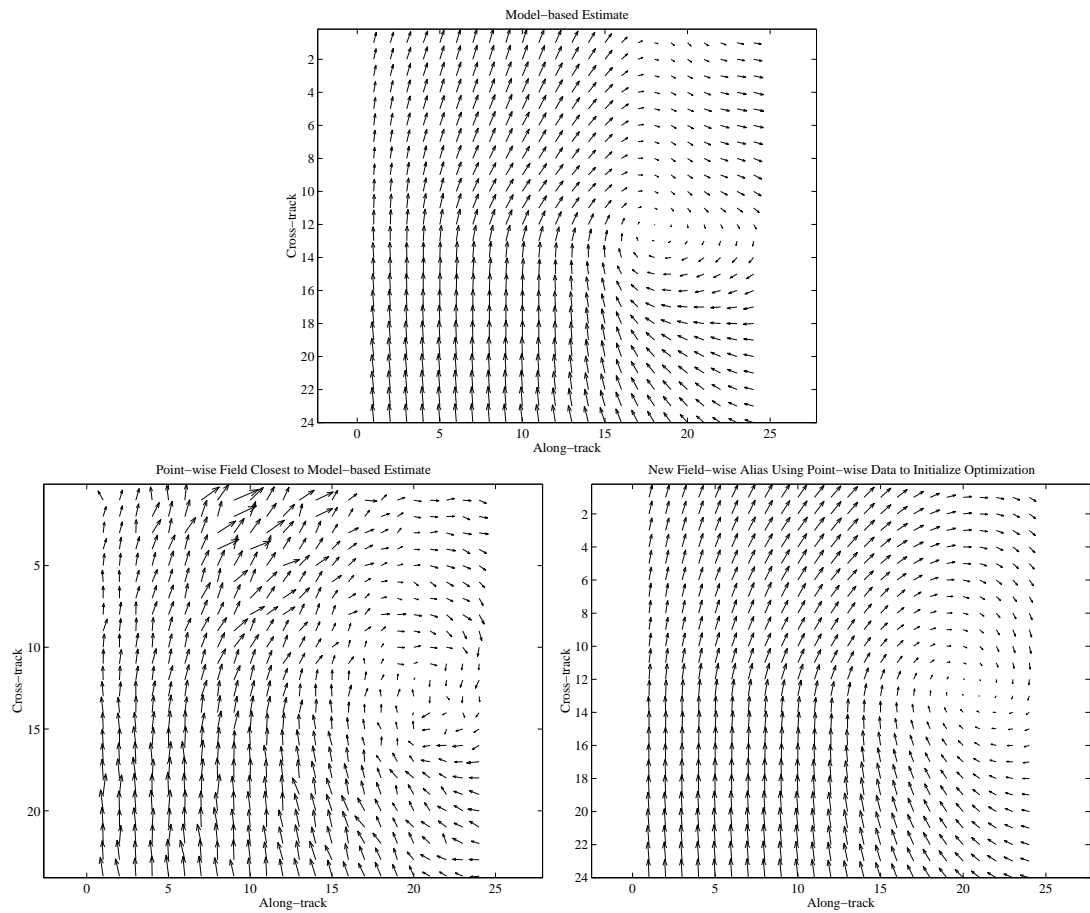 Model−based Estimate
2
4
6
8
10
12
14
16
18
20
22
24
Cross−track
0 5 10 15 20 25
Along−track
Point−wise Field Closest to Model−based Estimate
5
10
15
20
Cross−track
0 5 10 15 20 25
Along−track
New Field−wise Alias Using Point−wise Data to Initialize Optimization
2
4
6
8
10
12
14
16
18
20
22
24
Cross−track
0 5 10 15 20 25
Along−track